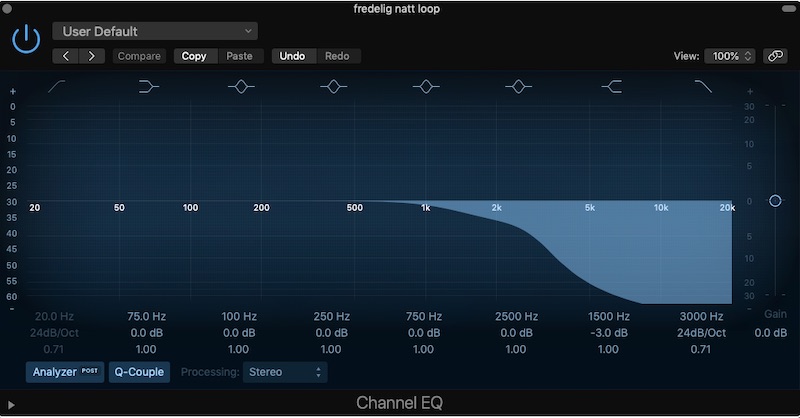 fredelig natt loop
User Default
Compare Copy Paste Undo Redo View: 100%
+ +
0 30
5 20
10 10
15
20 5
25
30 0
20 50 100 200 500 1k 2k 5k 10k 20k
35
40 5
45
50 10
55 20
60 30
- -
20.0 Hz 75.0 Hz 100 Hz 250 Hz 750 Hz 2500 Hz 1500 Hz 3000 Hz Gain
24dB/Oct 0.0 dB 0.0 dB 0.0 dB 0.0 dB 0.0 dB -3.0 dB 24dB/Oct 0.0 dB
0.71 1.00 1.00 1.00 1.00 1.00 1.00 0.71
Analyzer POST Q-Couple Processing: Stereo
Channel EQ